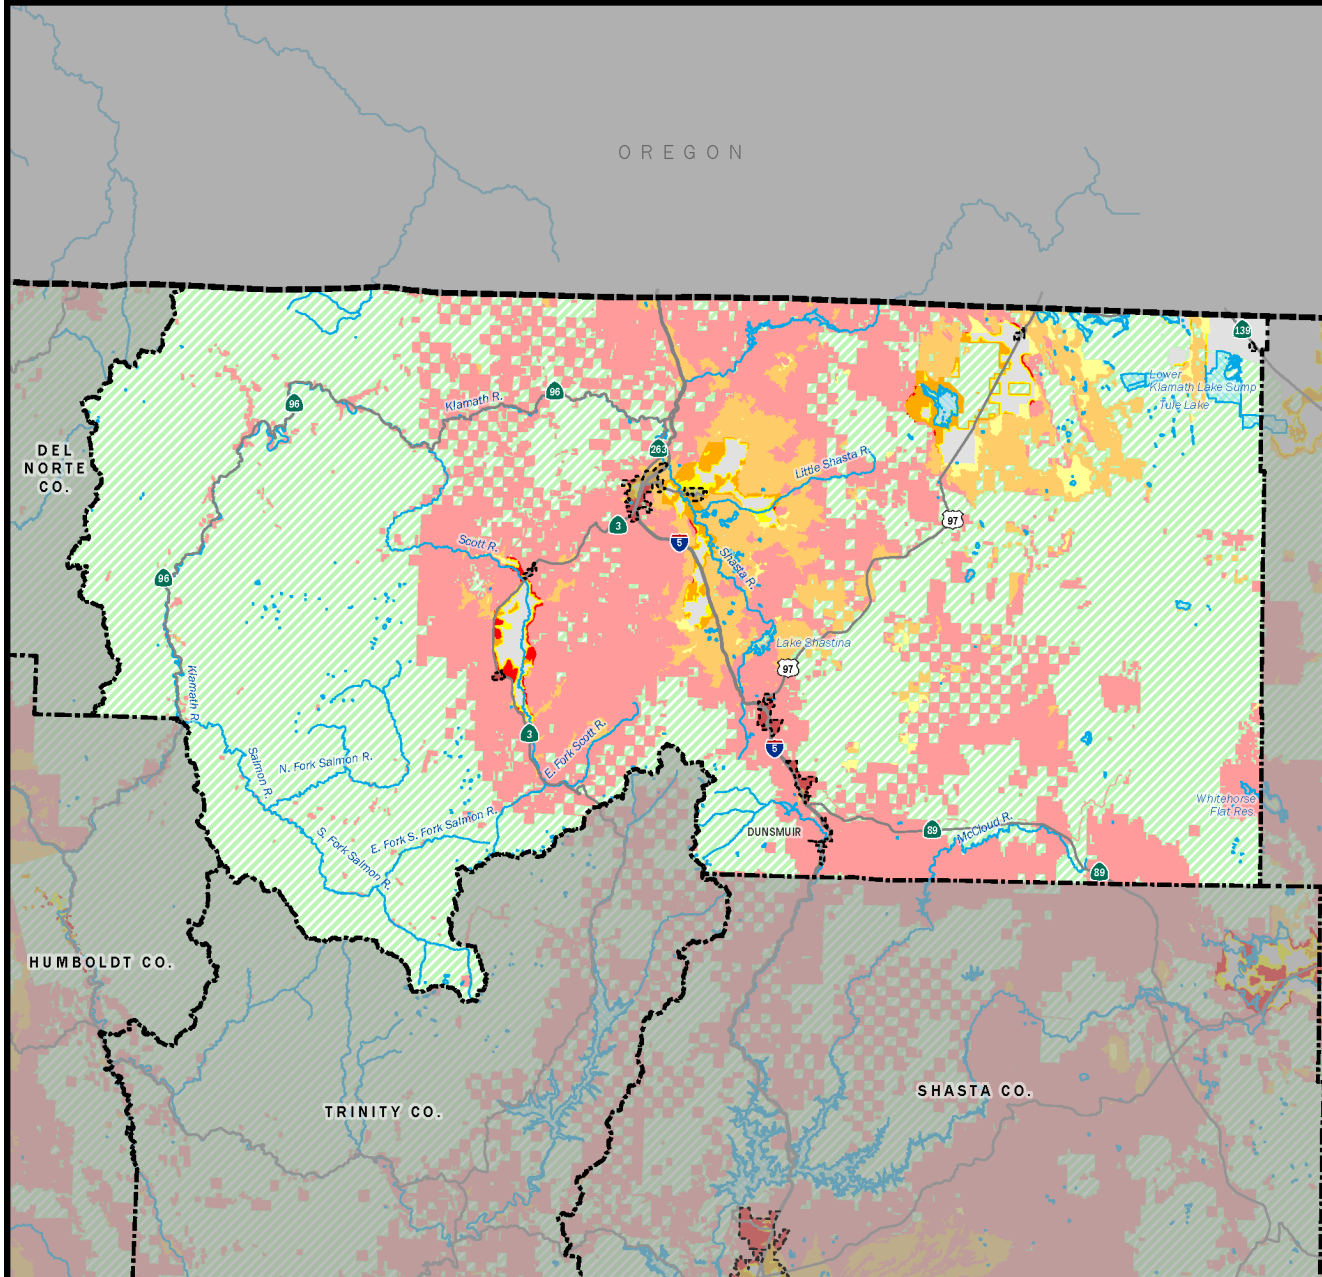 OREGON
139
Lower
Klamath Lake Sump
Tule Lake
96
Klamath R.
96
DEL
NORTE
CO.
263
Little Shasta R.
97
3
5
Scott R.
Shasta R.
96
Lake Shastina
97
Klamath R.
3
5
E. Fork Scott R.
N. Fork Salmon R.
Salmon R.
Whitehorse
Flat Res.
E. Fork S. Fork Salmon R.
S. Fork Salmon R.
DUNSMUIR
89
McCloud R.
89
HUMBOLDT CO.
SHASTA CO.
TRINITY CO.